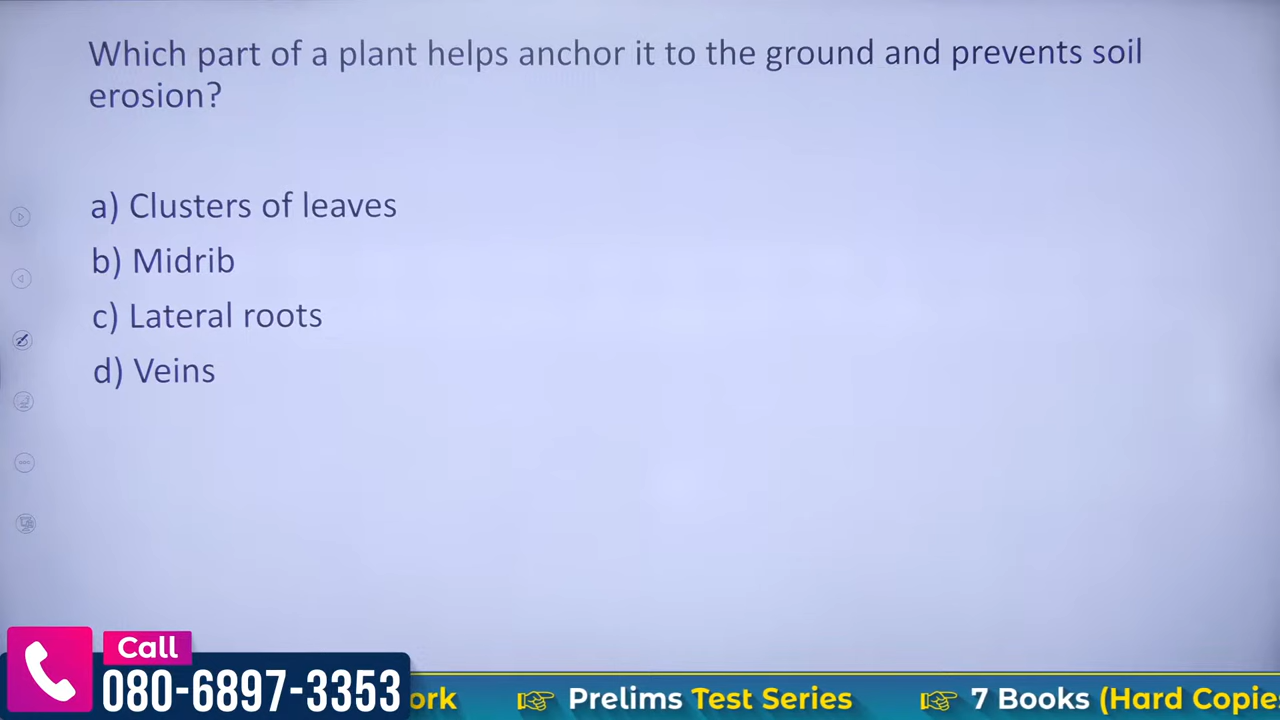 Which part of a plant helps anchor it to the ground and prevents soil
erosion?
a) Clusters of leaves
b) Midrib
c) Lateral roots
d) Veins
Call
080-6897-3353
ork Prelims Test Series 7 Books (Hard Copie